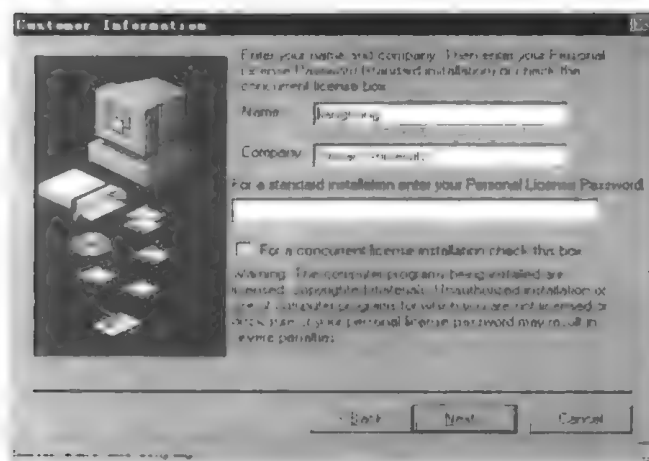 Customer Information
Enter your name and company. Then enter your Personal
License Password (standard installation) or check the
concurrent license box.
Name:
Company:
For a standard installation enter your Personal License Password
For a concurrent license installation check this box
Warning: The computer programs being installed are
licensed, copyrighted materials. Unauthorized installation or
use of computer programs for which you are not licensed or
disclosure of your personal license password may result in
severe penalties.
< Back
Next
Cancel